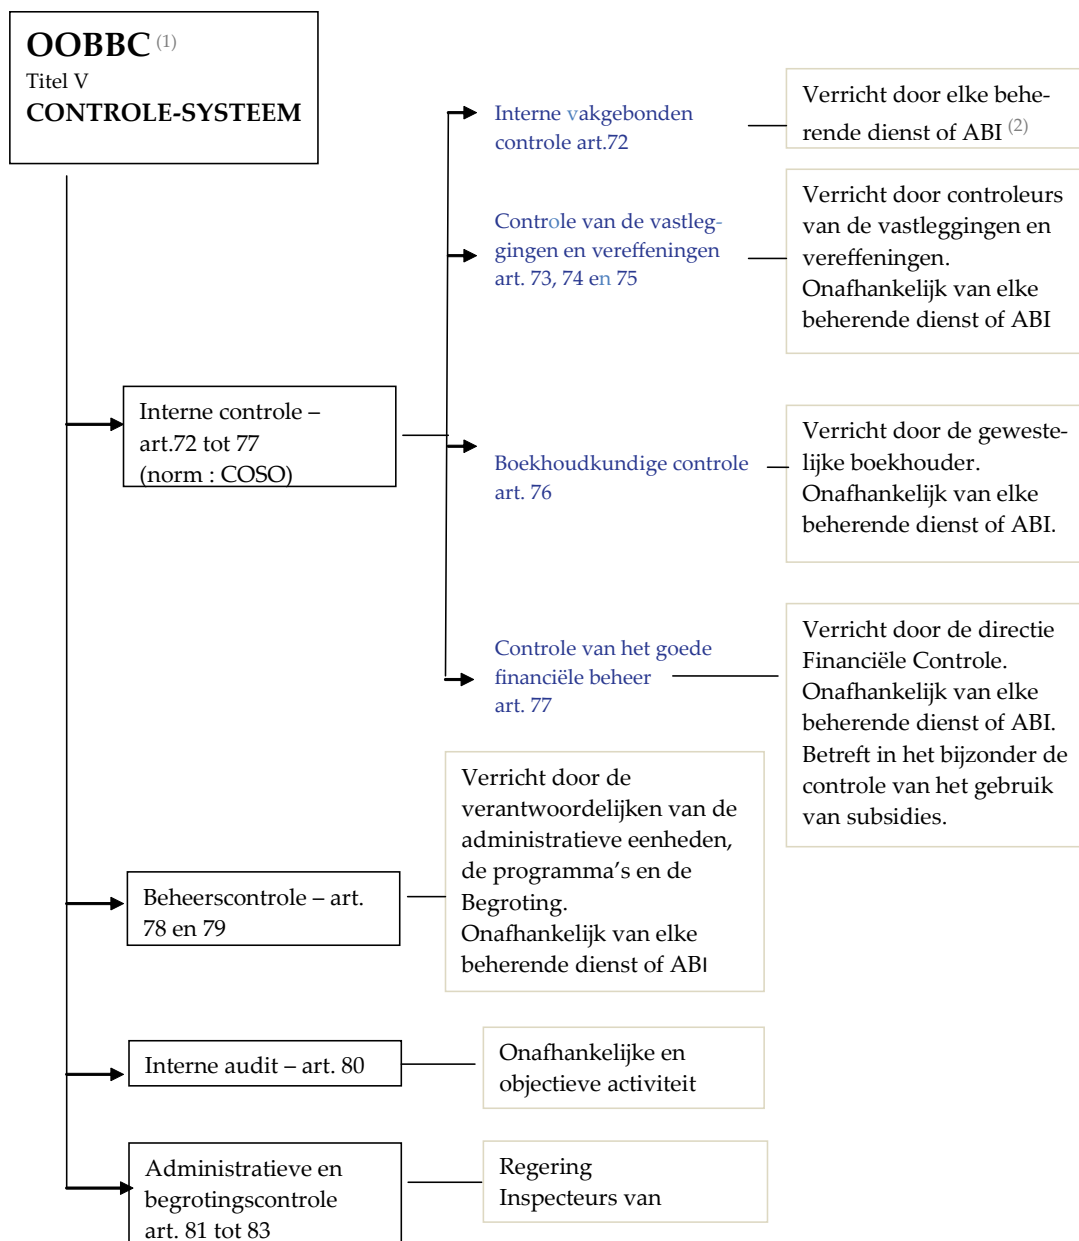 OOBBC (1)
Titel V
CONTROLE-SYSTEEM
Interne vakgebonden
controle art.72
Verricht door elke behe-
rende dienst of ABI (2)
Controle van de vastleg-
gingen en vereffeningen
art. 73, 74 en 75
Verricht door controleurs
van de vastleggingen en
vereffeningen.
Onafhankelijk van elke
beherende dienst of ABI
Interne controle –
art.72 tot 77
(norm : COSO)
Boekhoudkundige controle
art. 76
Verricht door de geweste-
lijke boekhouder.
Onafhankelijk van elke
beherende dienst of ABI.
Controle van het goede
financiële beheer
art. 77
Verricht door de directie
Financiële Controle.
Onafhankelijk van elke
beherende dienst of ABI.
Betreft in het bijzonder de
controle van het gebruik
van subsidies.
Beheerscontrole – art.
78 en 79
Verricht door de
verantwoordelijken van de
administratieve eenheden,
de programma's en de
Begroting.
Onafhankelijk van elke
beherende dienst of ABI
Interne audit – art. 80
Onafhankelijke en
objectieve activiteit
Administratieve en
begrotingscontrole
art. 81 tot 83
Regering
Inspecteurs van